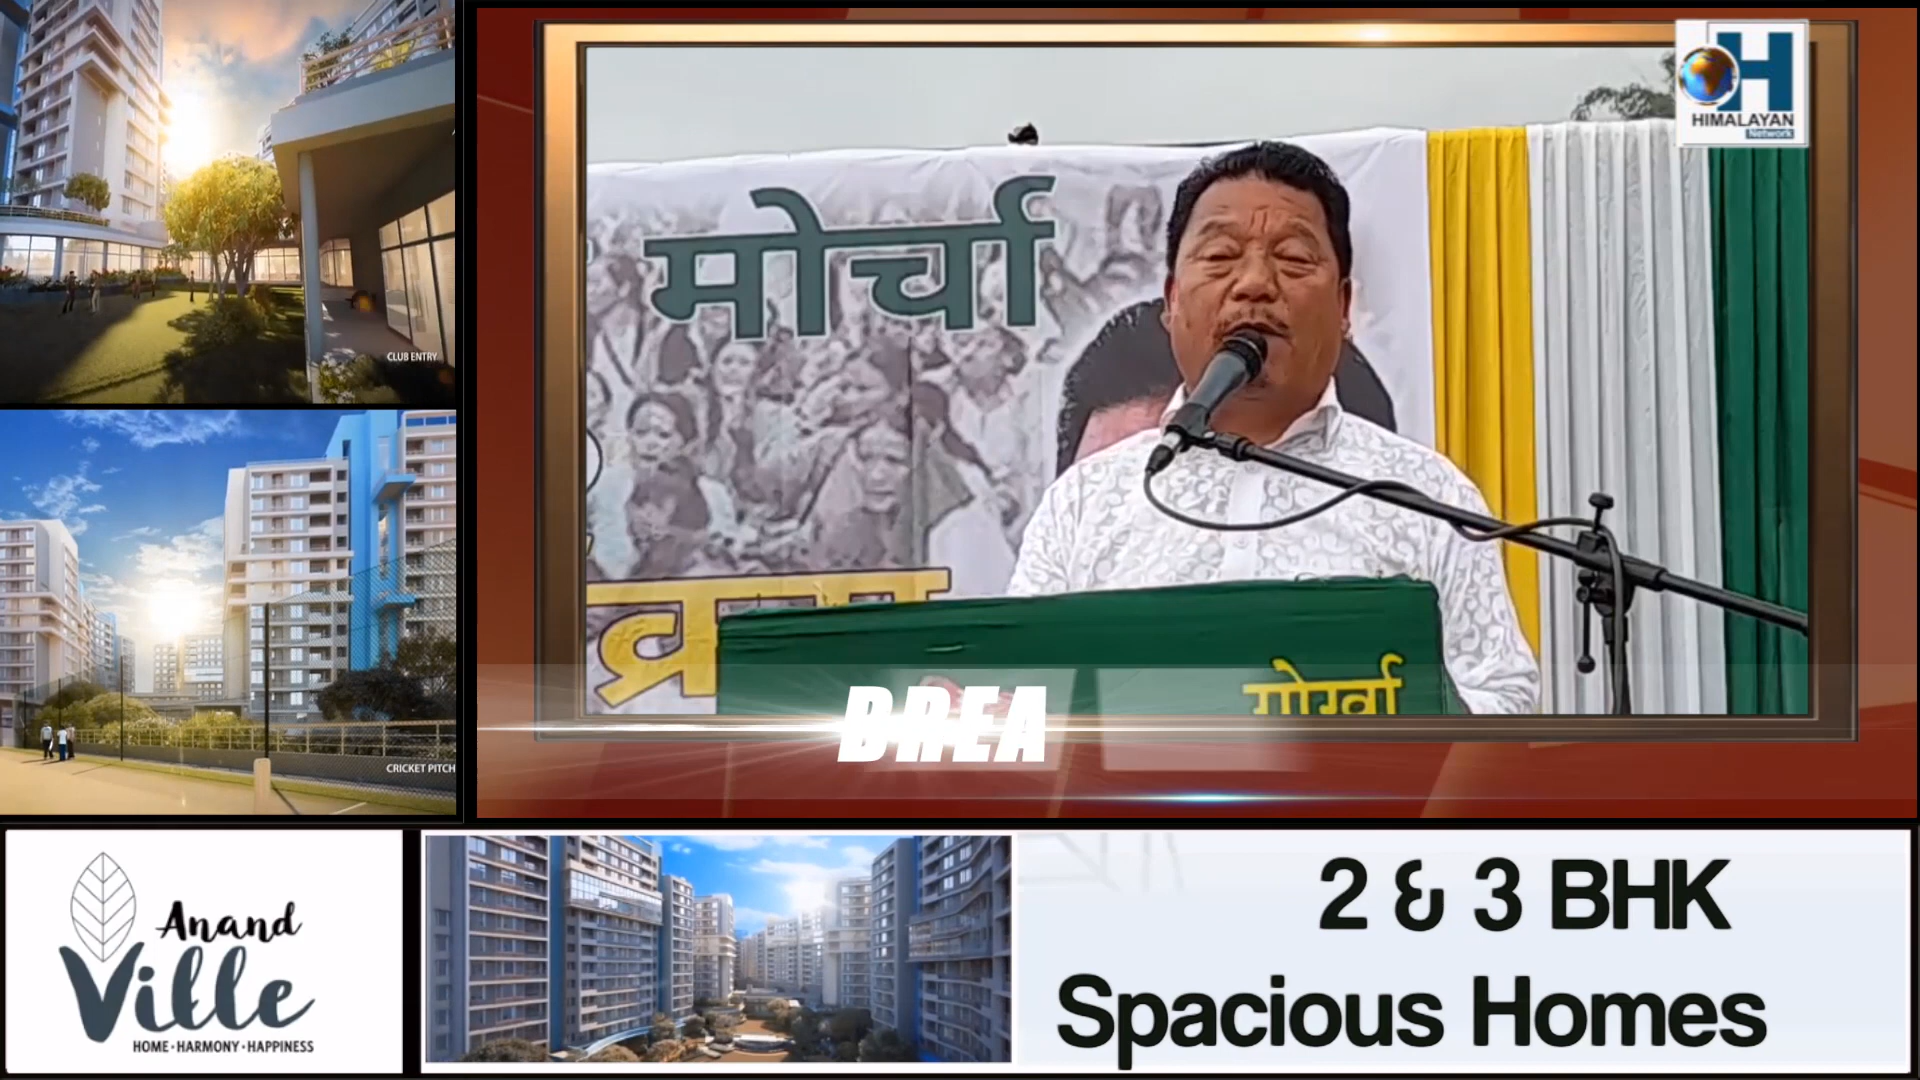 CLUB ENTRY
CRICKET PITCH
H
HIMALAYAN
Network
मोर्चा
गोर्खा
BREA
Anand
Ville
HOME·HARMONY·HAPPINESS
2 & 3 BHK
Spacious Homes